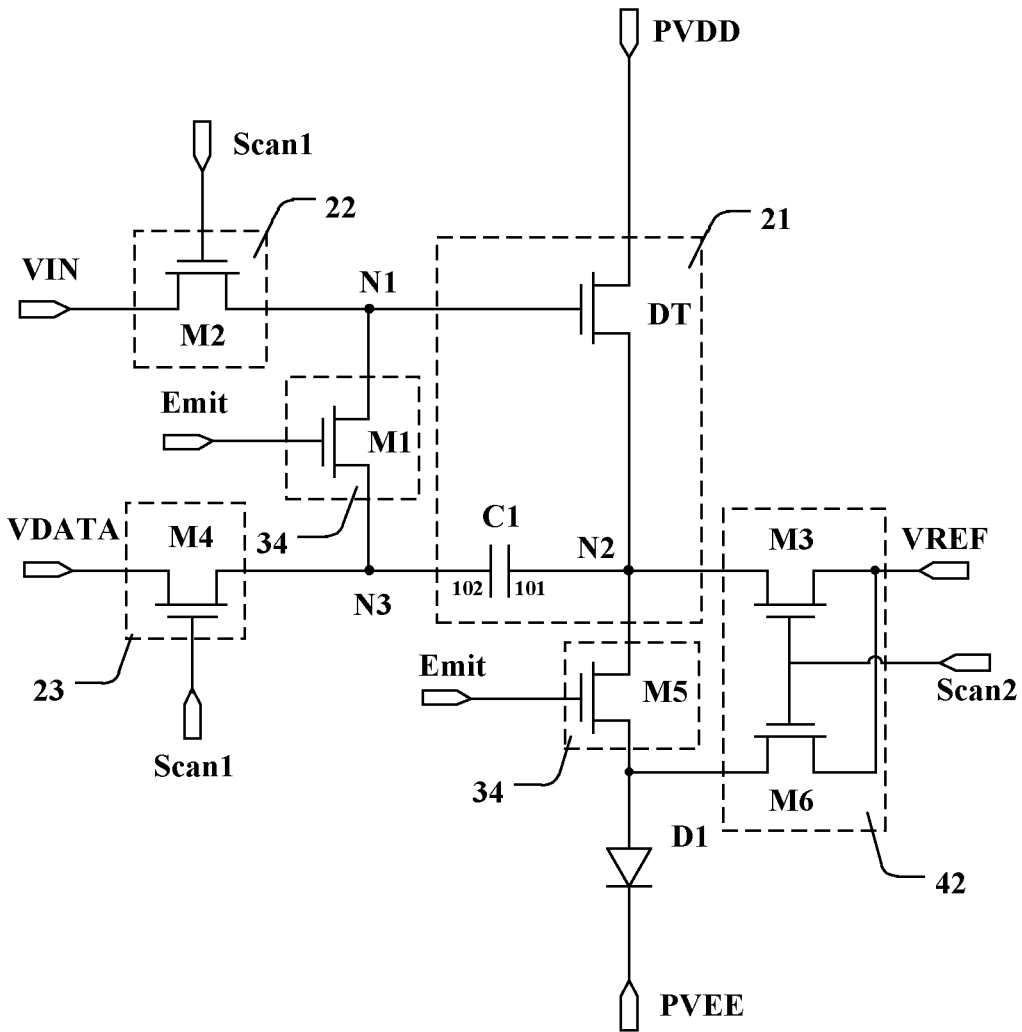 PVDD
Scan1
22
21
VIN
N1
M2
DT
Emit
M1
C1
VDATA
M4
34
N2
M3
VREF
102
101
N3
Emit
M5
23
Scan2
Scan1
34
M6
D1
42
PVEE